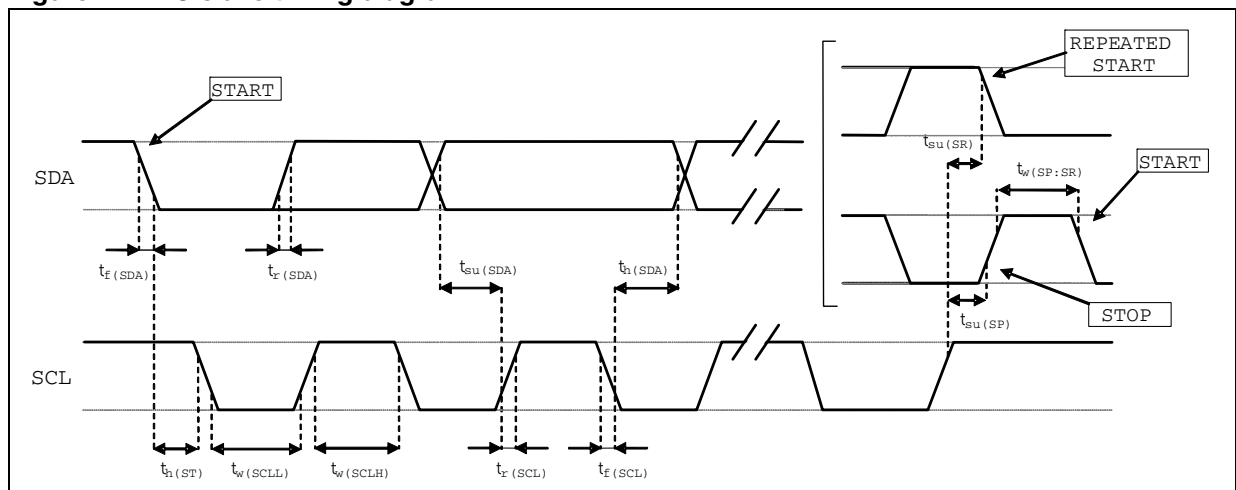 REPEATED
START
START
t_su(SR)
START
t_w(SP:SR)
SDA
t_f(SDA)
t_r(SDA)
t_su(SDA)
t_h(SDA)
t_su(SP)
STOP
SCL
t_h(ST)
t_w(SCLL)
t_w(SCLH)
t_r(SCL)
t_f(SCL)